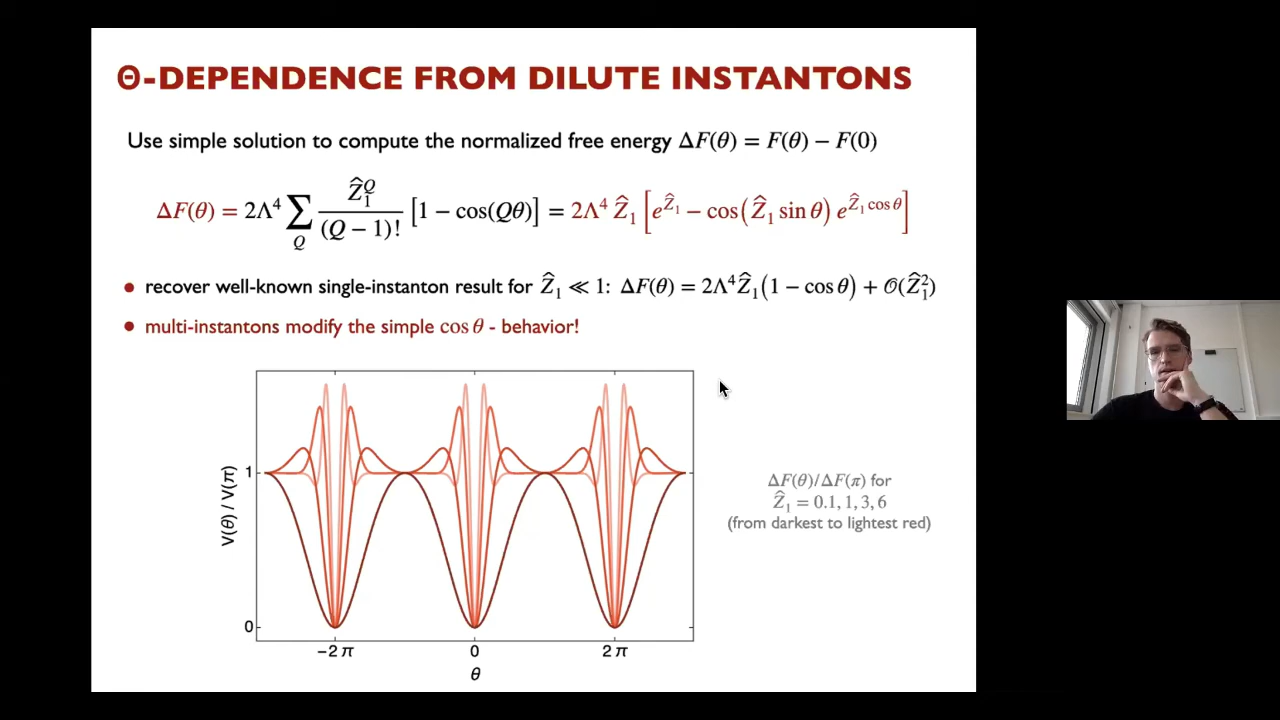 Θ-DEPENDENCE FROM DILUTE INSTANTONS
Use simple solution to compute the normalized free energy ΔF(θ) = F(θ) − F(0)
ΔF(θ) = 2Λ⁴ ∑_Q Ẑ₁^Q / (Q − 1)! [1 − cos(Qθ)] = 2Λ⁴ Ẑ₁ [e^{Ẑ₁} − cos(Ẑ₁ sin θ) e^{Ẑ₁ cos θ}]
• recover well-known single-instanton result for Ẑ₁ ≪ 1: ΔF(θ) = 2Λ⁴Ẑ₁(1 − cos θ) + 𝒪(Ẑ₁²)
• multi-instantons modify the simple cos θ - behavior!
V(θ) / V(π)
1
0
−2 π
0
2 π
θ
ΔF(θ)/ΔF(π) for
Ẑ₁ = 0.1, 1, 3, 6
(from darkest to lightest red)